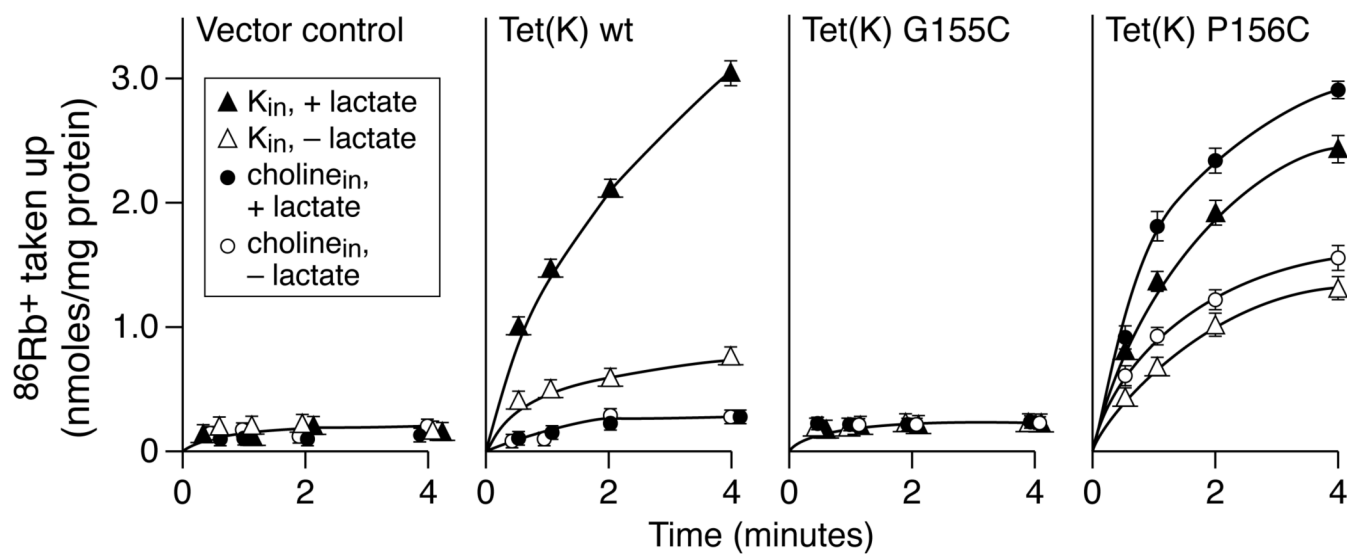 Vector control
Tet(K) wt
Tet(K) G155C
Tet(K) P156C
K_in, + lactate
K_in, – lactate
choline_in,
+ lactate
choline_in,
– lactate
⁸⁶Rb⁺ taken up
(nmoles/mg protein)
3.0
2.0
1.0
0
0 2 4 0 2 4 0 2 4 0 2 4
Time (minutes)